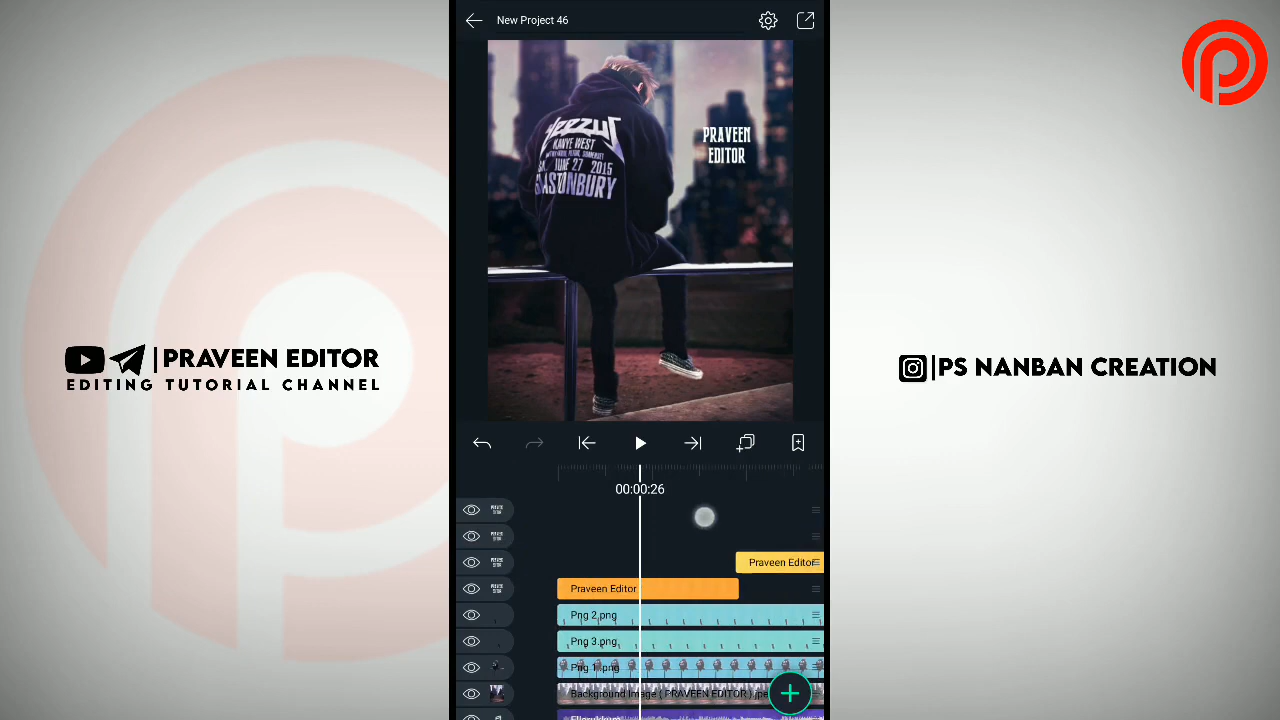 New Project 46
YEEZUS
KANYE WEST
JUNE 27 2015
GLASTONBURY
PRAVEEN
EDITOR
|PRAVEEN EDITOR
EDITING TUTORIAL CHANNEL
|PS NANBAN CREATION
00:00:26
Praveen Editor
Praveen Editor
Png 2.png
Png 3.png
Png 1.png
Background Image ( PRAVEEN EDITOR ).jpe